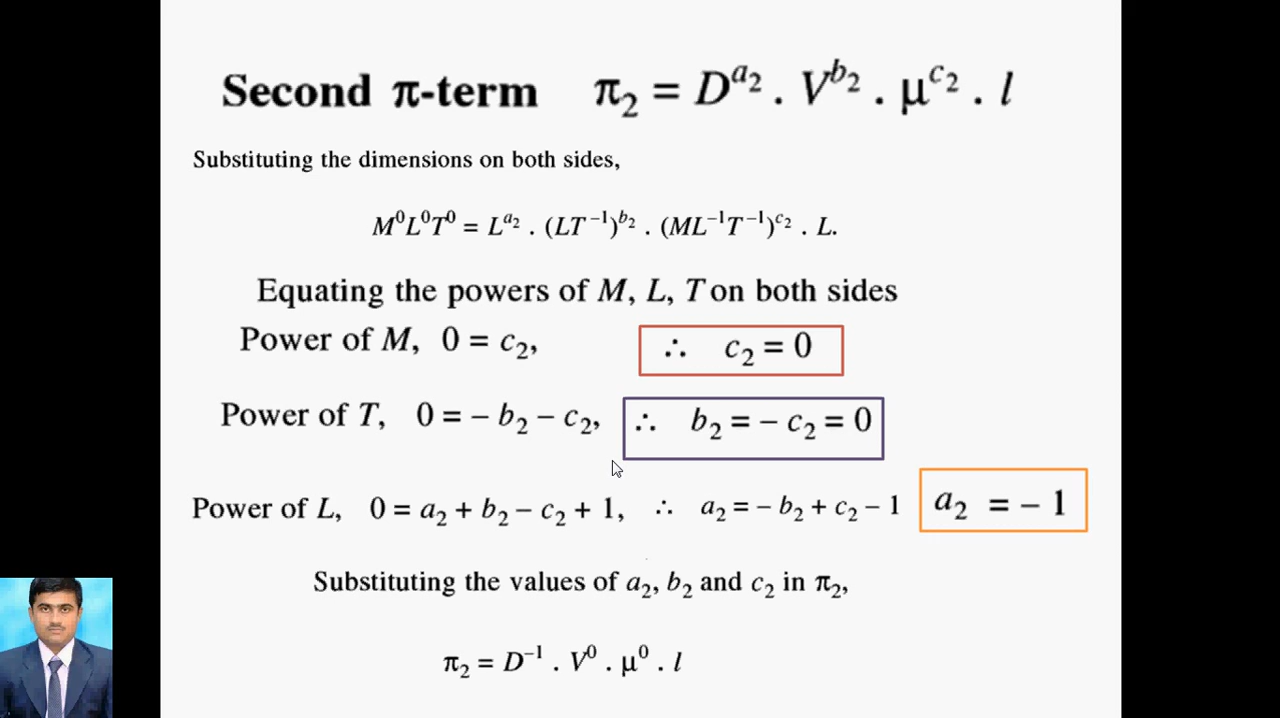 Second π-term π₂ = D^a₂ . V^b₂ . μ^c₂ . l
Substituting the dimensions on both sides,
M⁰L⁰T⁰ = L^a₂ . (LT⁻¹)^b₂ . (ML⁻¹T⁻¹)^c₂ . L.
Equating the powers of M, L, T on both sides
Power of M, 0 = c₂, ∴ c₂ = 0
Power of T, 0 = – b₂ – c₂, ∴ b₂ = – c₂ = 0
Power of L, 0 = a₂ + b₂ – c₂ + 1, ∴ a₂ = – b₂ + c₂ – 1 a₂ = – 1
Substituting the values of a₂, b₂ and c₂ in π₂,
π₂ = D⁻¹ . V⁰ . μ⁰ . l